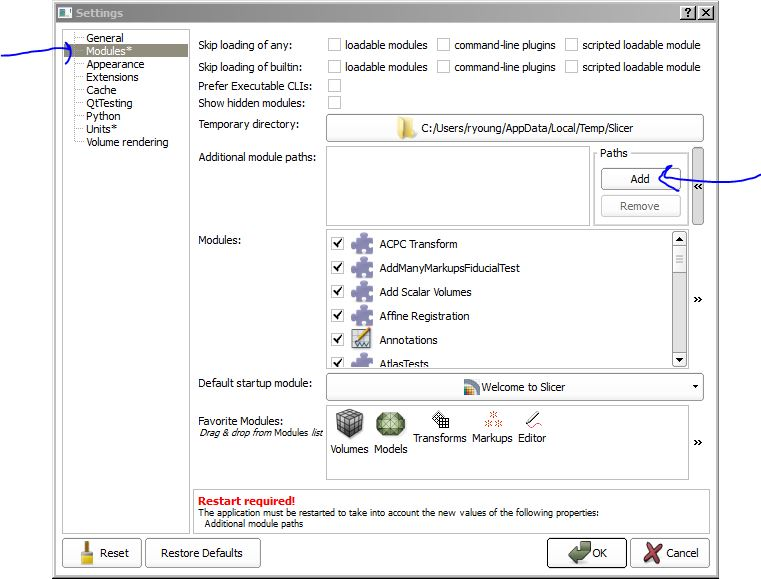 Settings
General
Modules*
Appearance
Extensions
Cache
QtTesting
Python
Units*
Volume rendering
Skip loading of any: loadable modules command-line plugins scripted loadable module
Skip loading of builtin: loadable modules command-line plugins scripted loadable module
Prefer Executable CLIs:
Show hidden modules:
Temporary directory: C:/Users/ryoung/AppData/Local/Temp/Slicer
Additional module paths:
Paths
Add
Remove
Modules:
ACPC Transform
AddManyMarkupsFiducialTest
Add Scalar Volumes
Affine Registration
Annotations
AtlasTests
Default startup module: Welcome to Slicer
Favorite Modules:
Drag & drop from Modules list
Volumes Models Transforms Markups Editor
Restart required!
The application must be restarted to take into account the new values of the following properties:
Additional module paths
Reset Restore Defaults OK Cancel